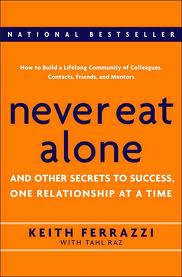 NATIONAL BESTSELLER
How to Build a Lifelong Community of Colleagues,
Contacts, Friends, and Mentors
never eat
alone
AND OTHER SECRETS TO SUCCESS,
ONE RELATIONSHIP AT A TIME
KEITH FERRAZZI
WITH TAHL RAZ